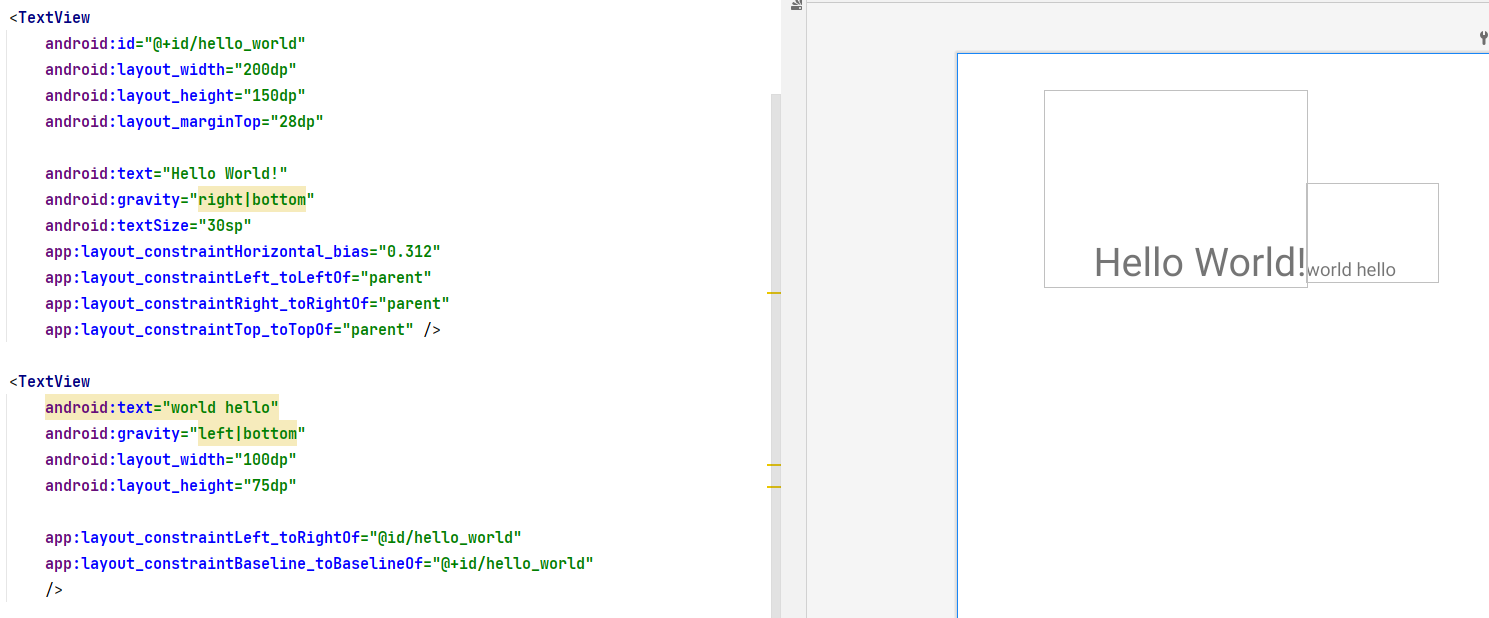 <TextView
android:id="@+id/hello_world"
android:layout_width="200dp"
android:layout_height="150dp"
android:layout_marginTop="28dp"
android:text="Hello World!"
android:gravity="right|bottom"
android:textSize="30sp"
app:layout_constraintHorizontal_bias="0.312"
app:layout_constraintLeft_toLeftOf="parent"
app:layout_constraintRight_toRightOf="parent"
app:layout_constraintTop_toTopOf="parent" />
<TextView
android:text="world hello"
android:gravity="left|bottom"
android:layout_width="100dp"
android:layout_height="75dp"
app:layout_constraintLeft_toRightOf="@id/hello_world"
app:layout_constraintBaseline_toBaselineOf="@+id/hello_world"
/>
Hello World!
world hello